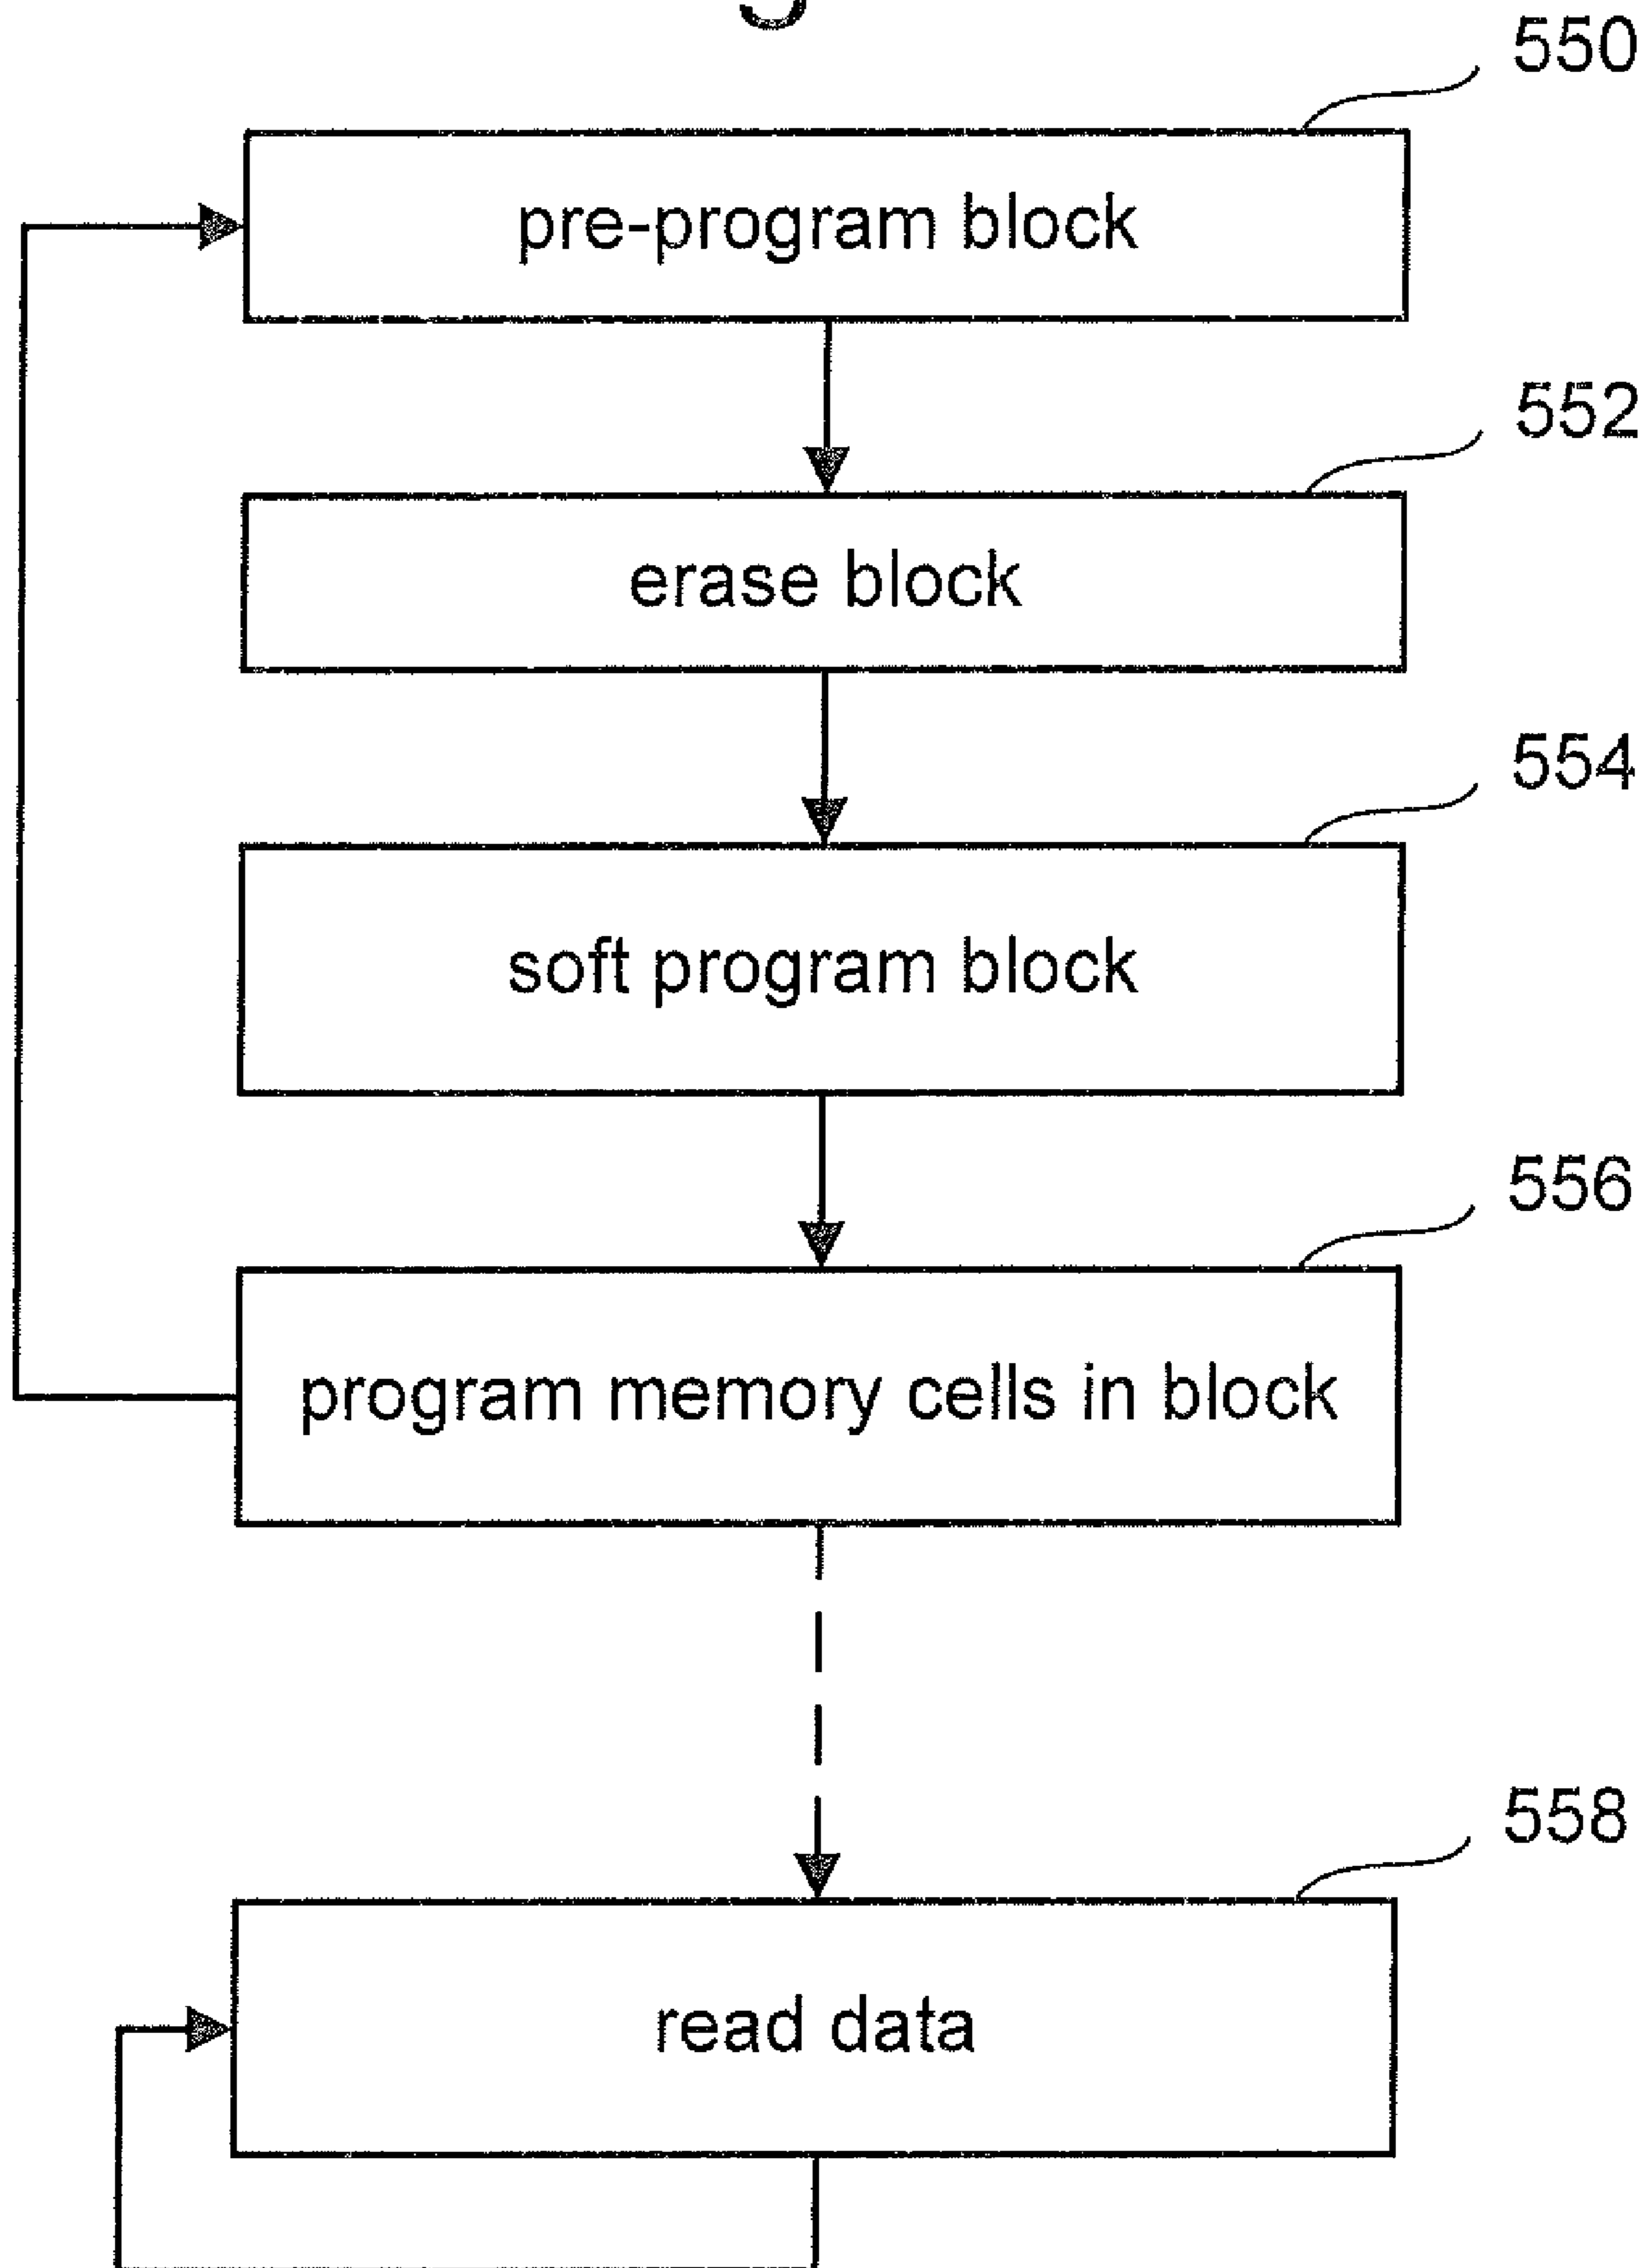 550
pre-program block
552
erase block
554
soft program block
556
program memory cells in block
558
read data